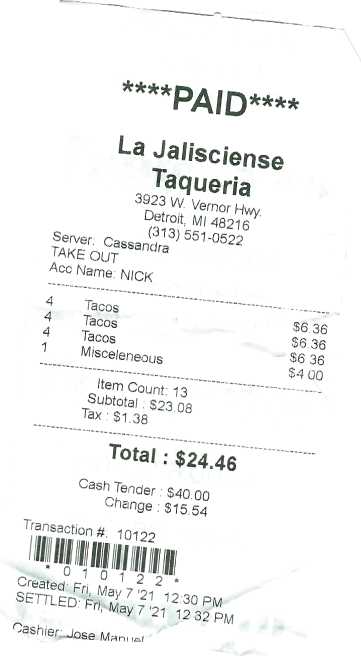 ****PAID****
La Jalisciense
Taqueria
3923 W. Vernor Hwy.
Detroit, MI 48216
(313) 551-0522
Server: Cassandra
TAKE OUT
Acc Name: NICK
4 Tacos $6.36
4 Tacos $6.36
4 Tacos $6.36
1 Misceleneous $4.00
Item Count: 13
Subtotal : $23.08
Tax : $1.38
Total : $24.46
Cash Tender : $40.00
Change : $15.54
Transaction #: 10122
* 0 1 0 1 2 2 *
Created: Fri, May 7 '21 12:30 PM
SETTLED: Fri, May 7 '21 12:32 PM
Cashier: Jose Manuel